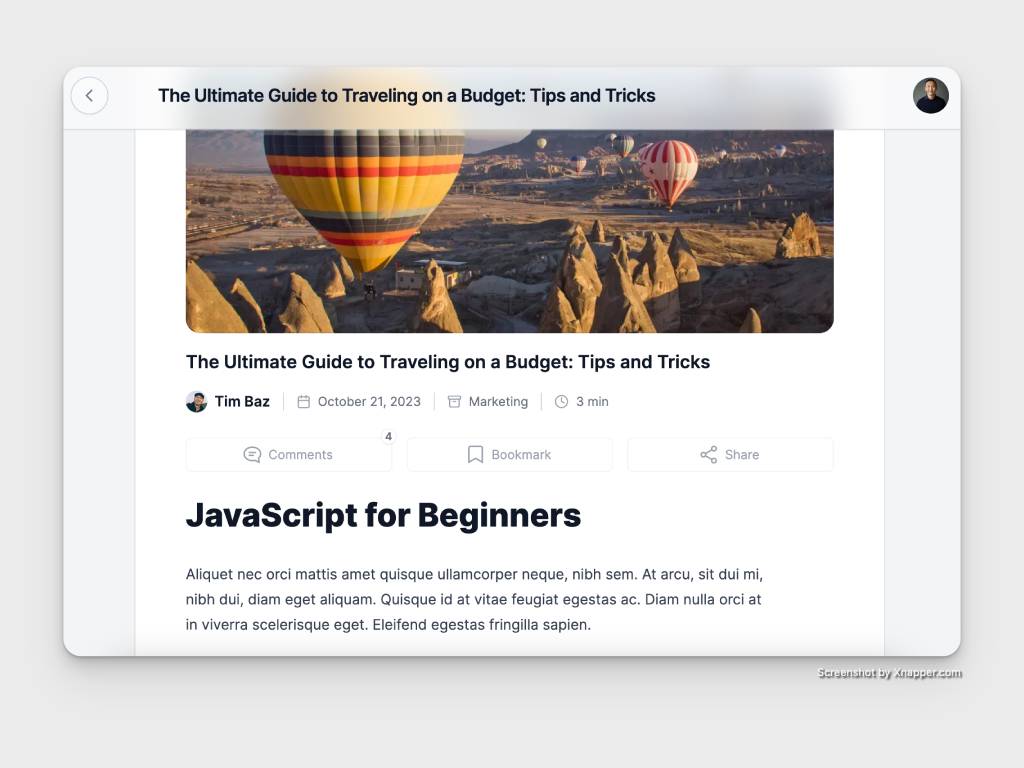 The Ultimate Guide to Traveling on a Budget: Tips and Tricks
The Ultimate Guide to Traveling on a Budget: Tips and Tricks
Tim Baz October 21, 2023 Marketing 3 min
4
Comments Bookmark Share
JavaScript for Beginners
Aliquet nec orci mattis amet quisque ullamcorper neque, nibh sem. At arcu, sit dui mi,
nibh dui, diam eget aliquam. Quisque id at vitae feugiat egestas ac. Diam nulla orci at
in viverra scelerisque eget. Eleifend egestas fringilla sapien.
Screenshot by Xnapper.com